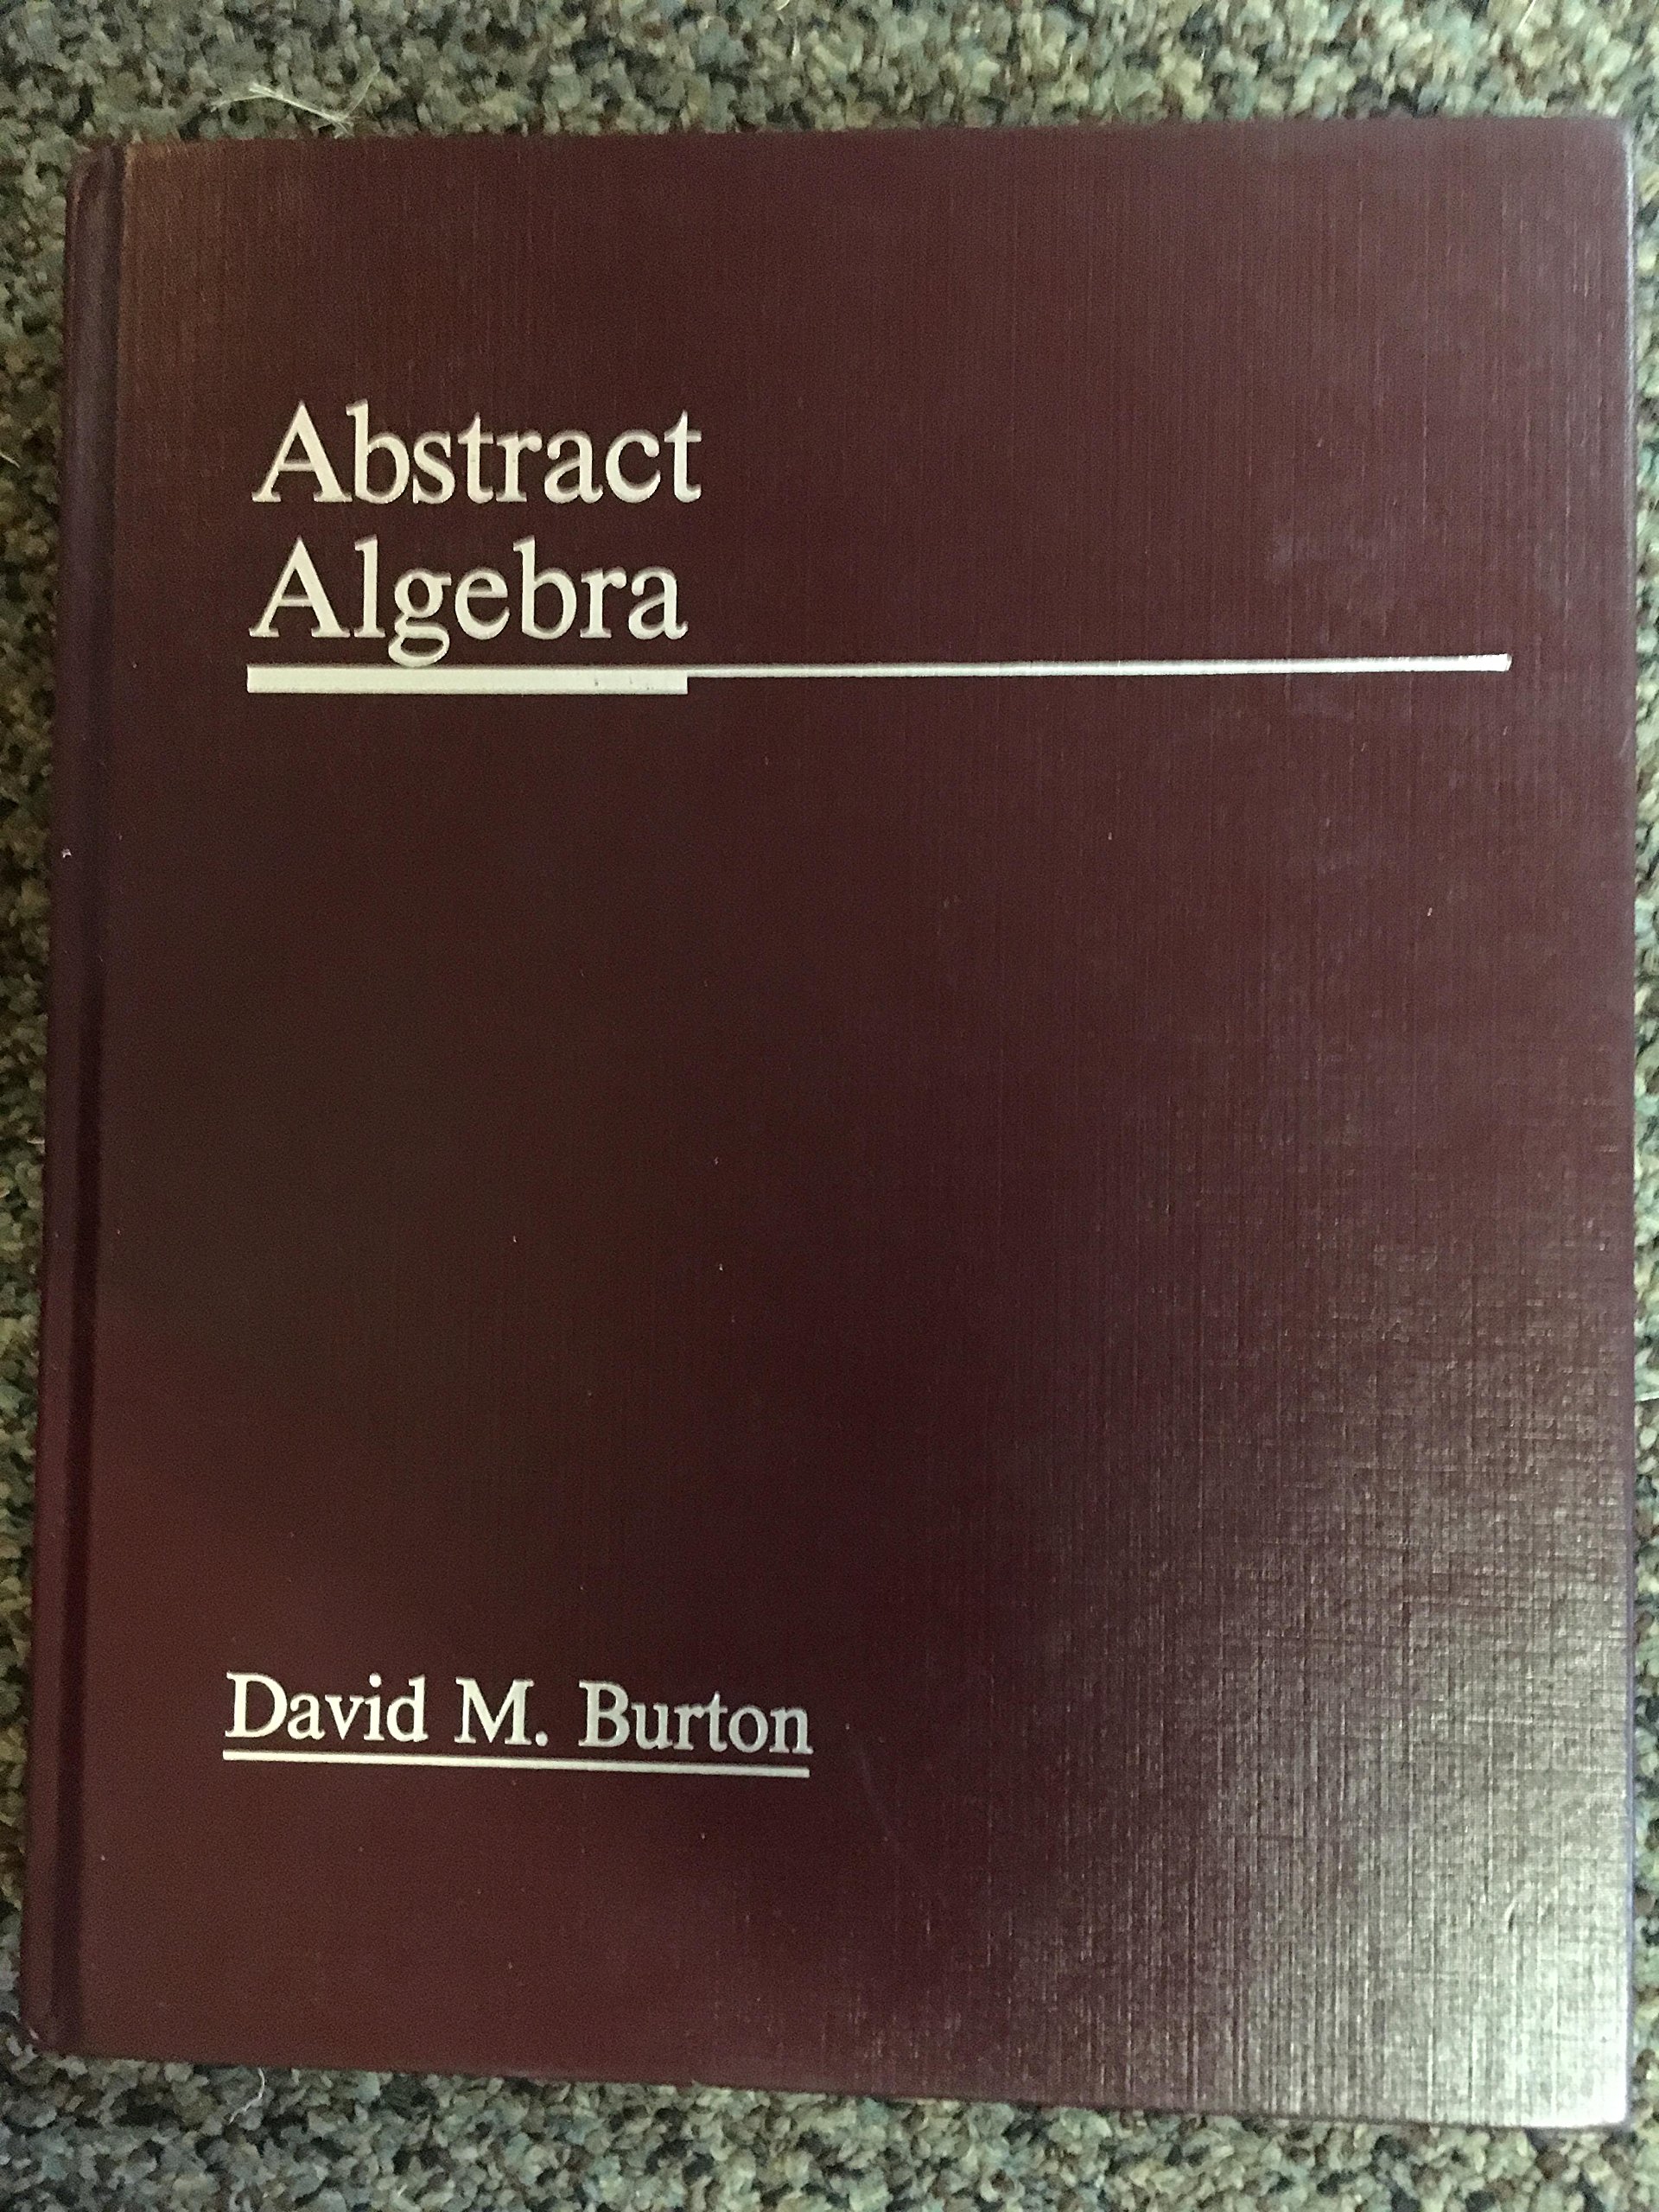 Abstract
Algebra
David M. Burton